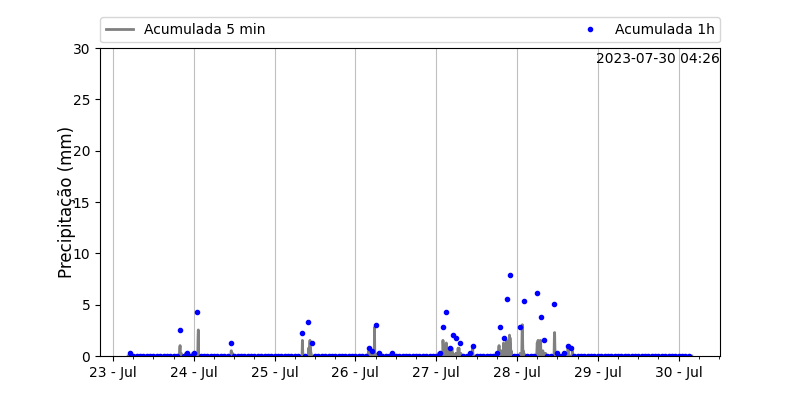 Acumulada 5 min Acumulada 1h
2023-07-30 04:26
Precipitação (mm)
30
25
20
15
10
5
0
23 - Jul 24 - Jul 25 - Jul 26 - Jul 27 - Jul 28 - Jul 29 - Jul 30 - Jul